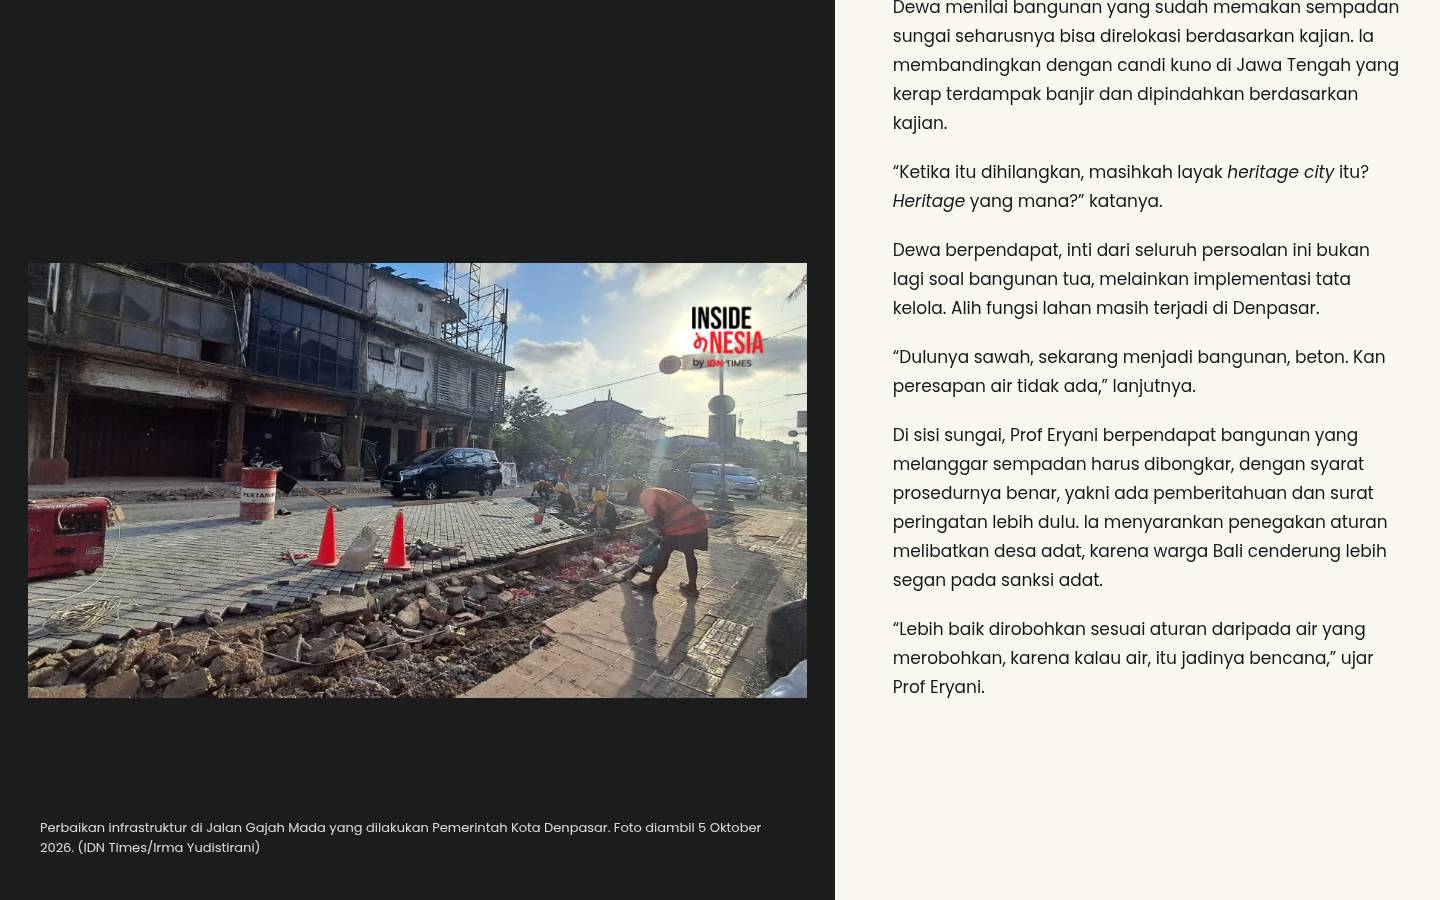 Dewa menilai bangunan yang sudah memakan sempadan
sungai seharusnya bisa direlokasi berdasarkan kajian. Ia
membandingkan dengan candi kuno di Jawa Tengah yang
kerap terdampak banjir dan dipindahkan berdasarkan
kajian.
“Ketika itu dihilangkan, masihkah layak heritage city itu?
Heritage yang mana?” katanya.
Dewa berpendapat, inti dari seluruh persoalan ini bukan
lagi soal bangunan tua, melainkan implementasi tata
kelola. Alih fungsi lahan masih terjadi di Denpasar.
“Dulunya sawah, sekarang menjadi bangunan, beton. Kan
peresapan air tidak ada,” lanjutnya.
Di sisi sungai, Prof Eryani berpendapat bangunan yang
melanggar sempadan harus dibongkar, dengan syarat
prosedurnya benar, yakni ada pemberitahuan dan surat
peringatan lebih dulu. Ia menyarankan penegakan aturan
melibatkan desa adat, karena warga Bali cenderung lebih
segan pada sanksi adat.
“Lebih baik dirobohkan sesuai aturan daripada air yang
merobohkan, karena kalau air, itu jadinya bencana,” ujar
Prof Eryani.
INSIDE
NESIA
by IDN TIMES
Perbaikan infrastruktur di Jalan Gajah Mada yang dilakukan Pemerintah Kota Denpasar. Foto diambil 5 Oktober
2026. (IDN Times/Irma Yudistirani)